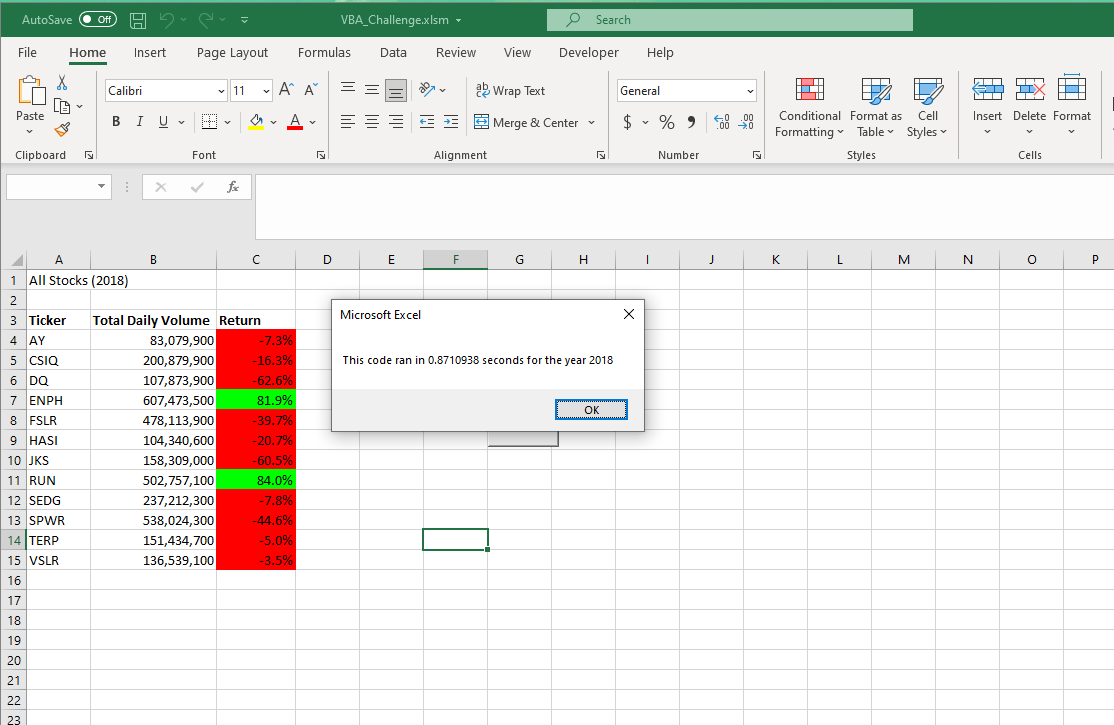 AutoSave Off VBA_Challenge.xlsm Search
File Home Insert Page Layout Formulas Data Review View Developer Help
Calibri 11 A A ab Wrap Text General
Paste B I U A Merge & Center $ % 9 .00 .00 Conditional Formatting Format as Table Cell Styles Insert Delete Format
Clipboard Font Alignment Number Styles Cells
fx
A B C D E F G H I J K L M N O P
1 All Stocks (2018)
2
3 Ticker Total Daily Volume Return
4 AY 83,079,900 -7.3%
5 CSIQ 200,879,900 -16.3%
6 DQ 107,873,900 -62.6%
7 ENPH 607,473,500 81.9%
8 FSLR 478,113,900 -39.7%
9 HASI 104,340,600 -20.7%
10 JKS 158,309,000 -60.5%
11 RUN 502,757,100 84.0%
12 SEDG 237,212,300 -7.8%
13 SPWR 538,024,300 -44.6%
14 TERP 151,434,700 -5.0%
15 VSLR 136,539,100 -3.5%
16
17
18
19
20
21
22
23
Microsoft Excel
This code ran in 0.8710938 seconds for the year 2018
OK